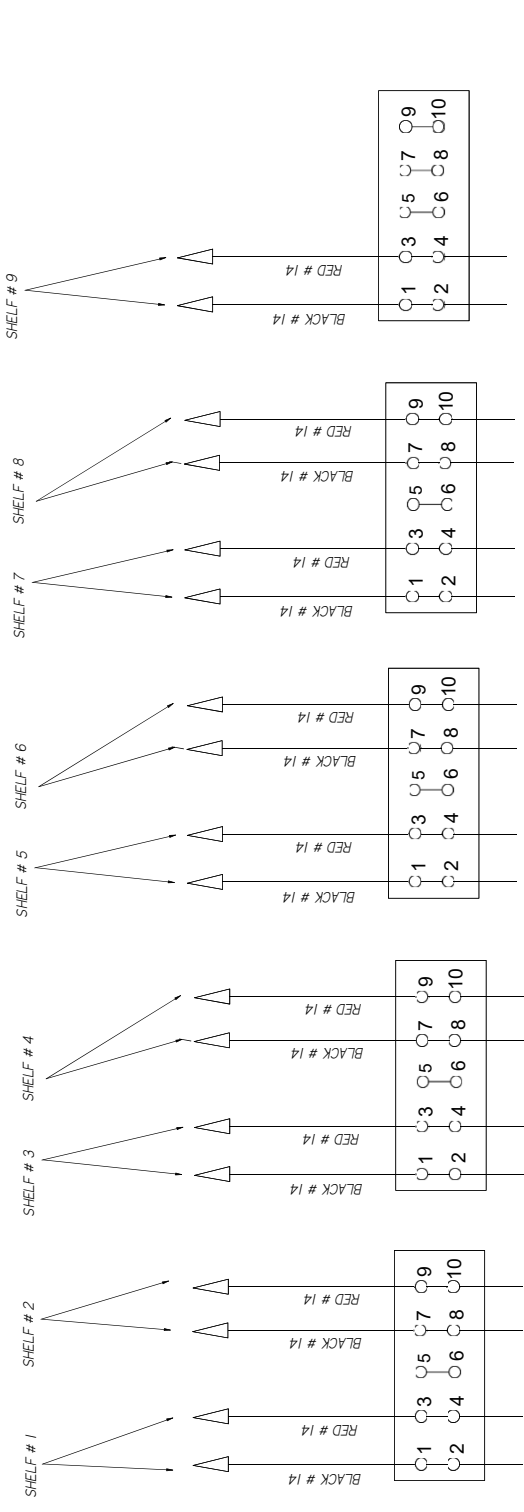 SHELF # 9
RED # 14
BLACK # 14
1 3 5 7 9
2 4 6 8 10
SHELF # 8
SHELF # 7
RED # 14
BLACK # 14
RED # 14
BLACK # 14
1 3 5 7 9
2 4 6 8 10
SHELF # 6
SHELF # 5
RED # 14
BLACK # 14
RED # 14
BLACK # 14
1 3 5 7 9
2 4 6 8 10
SHELF # 4
SHELF # 3
RED # 14
BLACK # 14
RED # 14
BLACK # 14
1 3 5 7 9
2 4 6 8 10
SHELF # 2
SHELF # 1
RED # 14
BLACK # 14
RED # 14
BLACK # 14
1 3 5 7 9
2 4 6 8 10